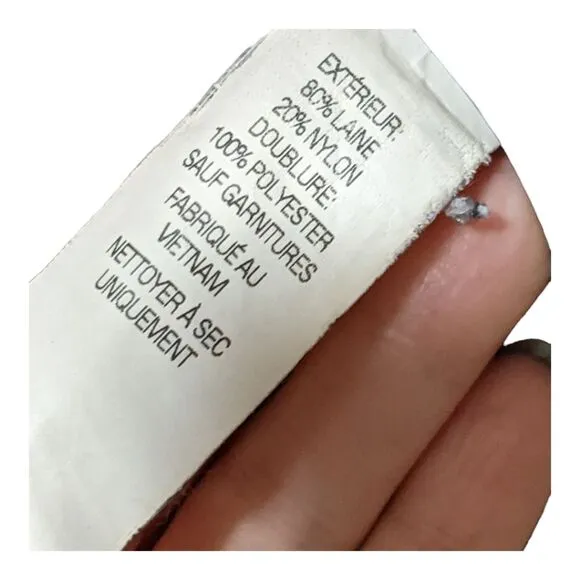 EXTÉRIEUR:
80% LAINE
20% NYLON
DOUBLURE:
100% POLYESTER
SAUF GARNITURES
FABRIQUÉ AU
VIETNAM
NETTOYER À SEC
UNIQUEMENT